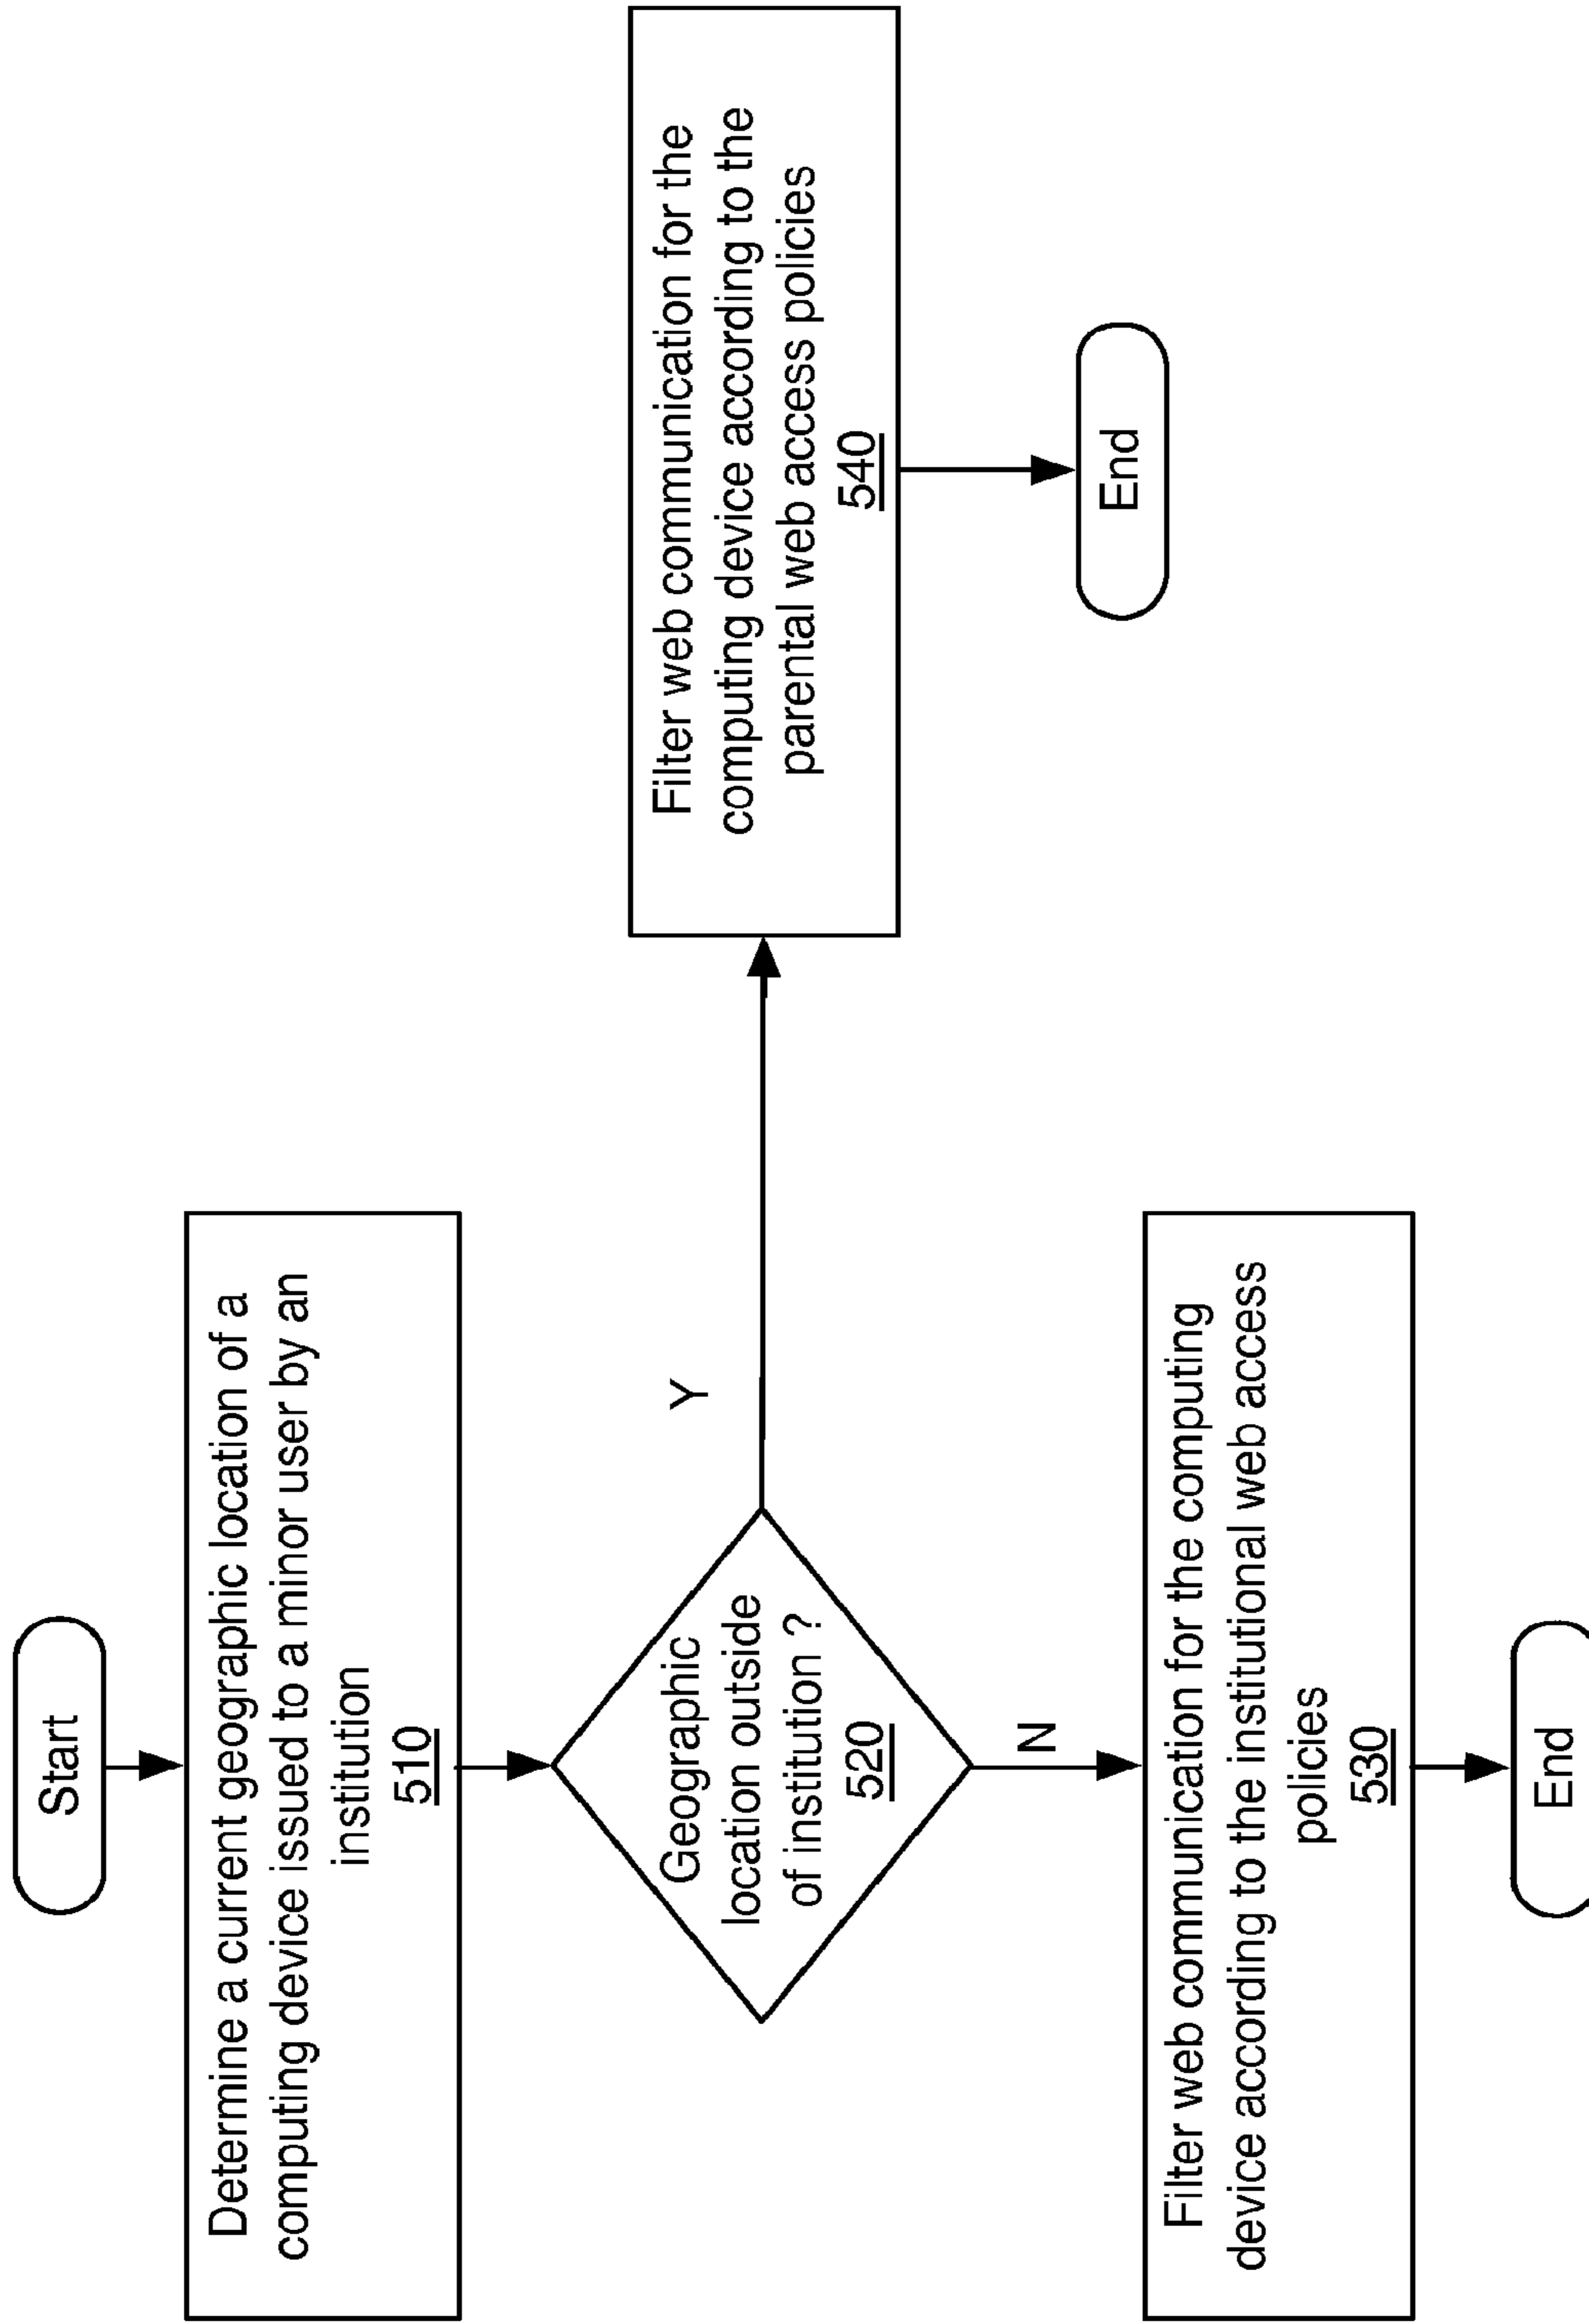 Start
Determine a current geographic location of a
computing device issued to a minor user by an
institution
510
Geographic
location outside
of institution ?
520
Y
N
Filter web communication for the
computing device according to the
parental web access policies
540
End
Filter web communication for the computing
device according to the institutional web access
policies
530
End